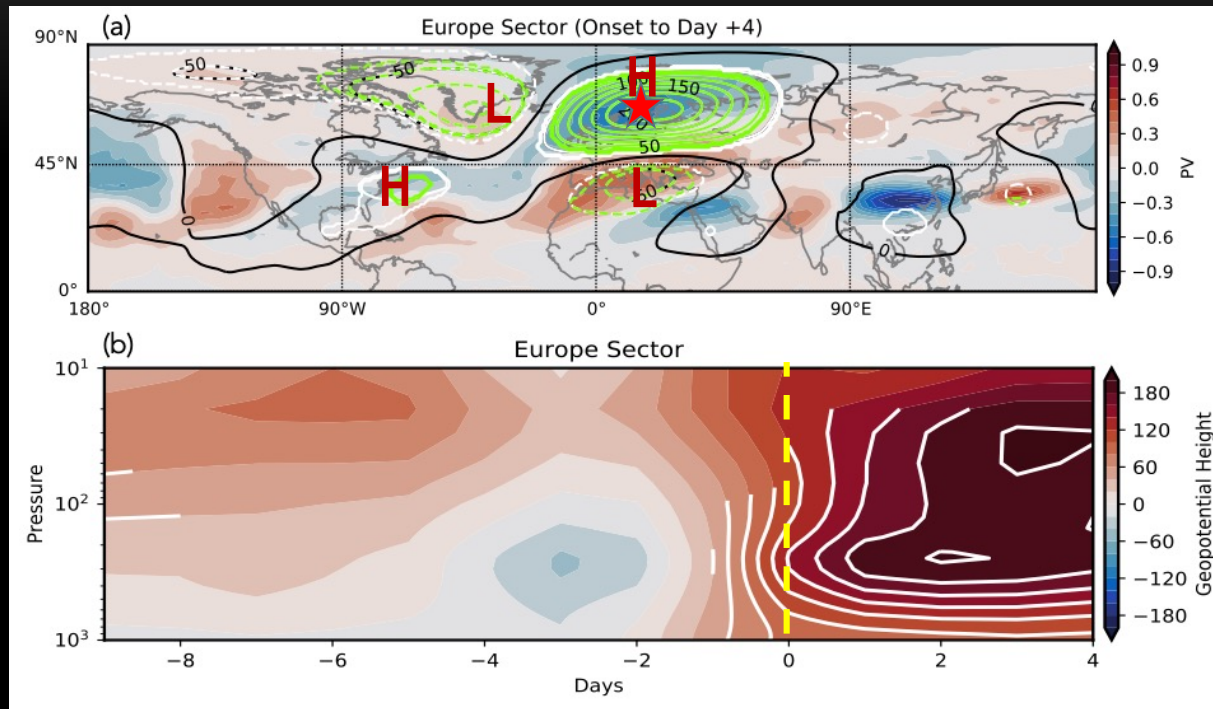 (a)
Europe Sector (Onset to Day +4)
90°N
45°N
0°
180°
90°W
0°
90°E
-50
-50
H
150
50
L
H
L
0
0
0.9
0.6
0.3
0.0
−0.3
−0.6
−0.9
PV
(b)
Europe Sector
10¹
10²
10³
Pressure
−8
−6
−4
−2
0
2
4
Days
180
120
60
0
−60
−120
−180
Geopotential Height